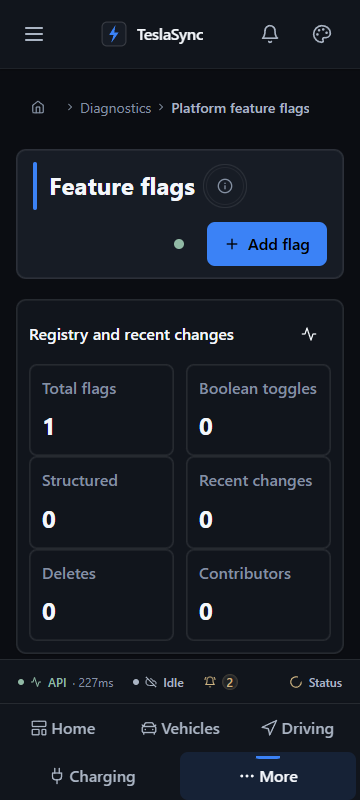 TeslaSync
Diagnostics Platform feature flags
Feature flags
Add flag
Registry and recent changes
Total flags Boolean toggles
1 0
Structured Recent changes
0 0
Deletes Contributors
0 0
API · 227ms Idle 2 Status
Home Vehicles Driving
Charging More